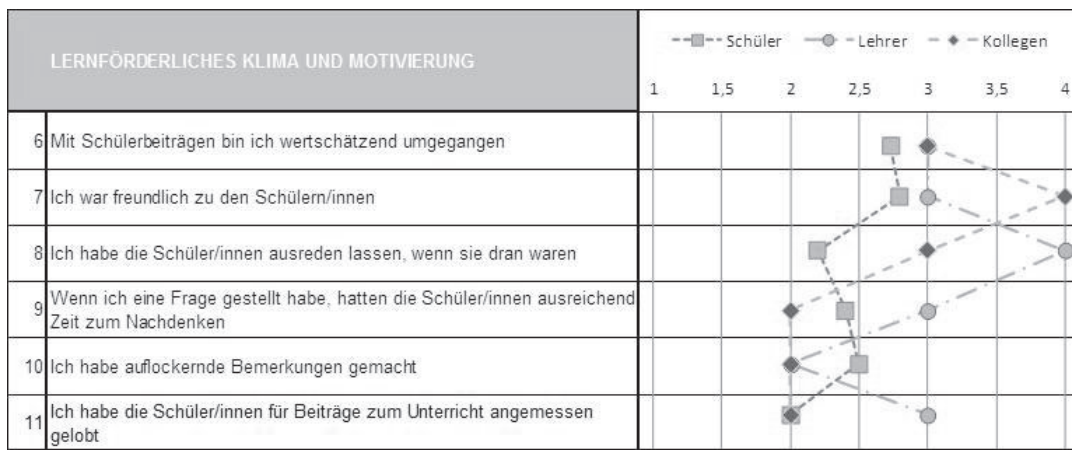 LERNFÖRDERLICHES KLIMA UND MOTIVIERUNG
Schüler Lehrer Kollegen
1 1,5 2 2,5 3 3,5 4
6 Mit Schülerbeiträgen bin ich wertschätzend umgegangen
7 Ich war freundlich zu den Schülern/innen
8 Ich habe die Schüler/innen ausreden lassen, wenn sie dran waren
9 Wenn ich eine Frage gestellt habe, hatten die Schüler/innen ausreichend
Zeit zum Nachdenken
10 Ich habe auflockernde Bemerkungen gemacht
11 Ich habe die Schüler/innen für Beiträge zum Unterricht angemessen
gelobt